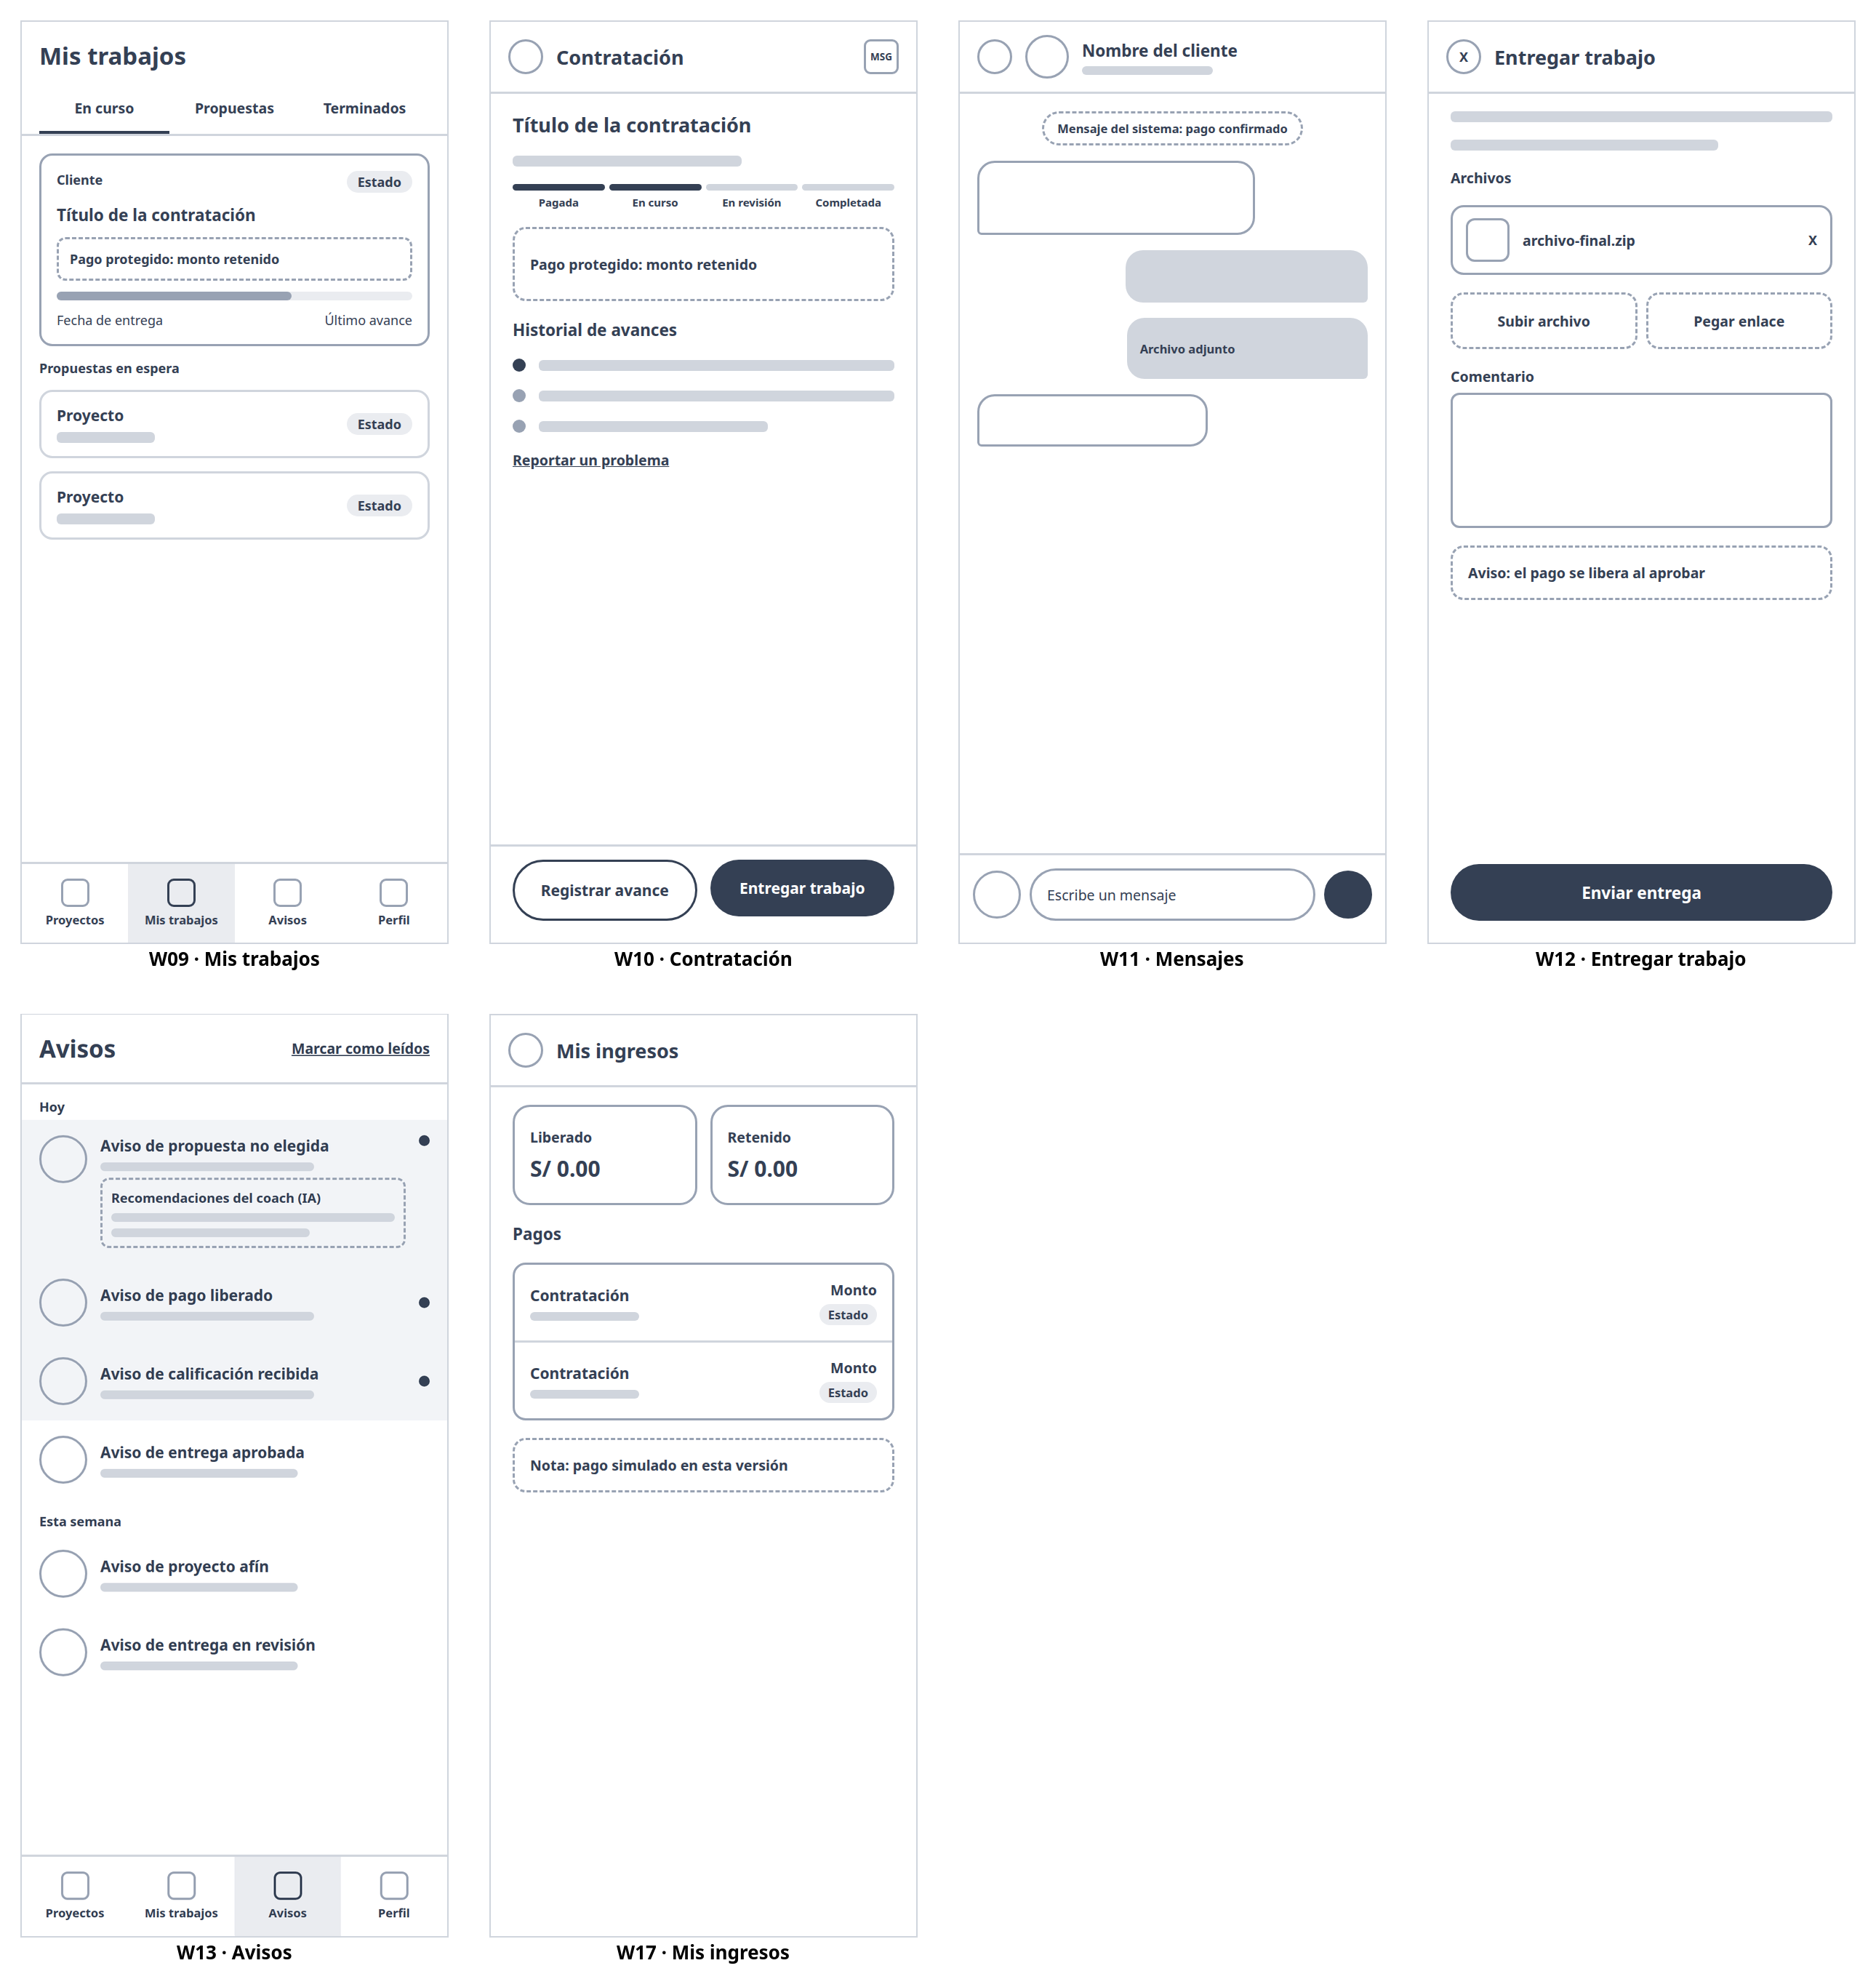 Mis trabajos
En curso
Propuestas
Terminados
Cliente
Estado
Título de la contratación
Pago protegido: monto retenido
Fecha de entrega
Último avance
Propuestas en espera
Proyecto
Estado
Proyecto
Estado
Proyectos
Mis trabajos
Avisos
Perfil
W09 · Mis trabajos
Contratación
MSG
Título de la contratación
Pagada
En curso
En revisión
Completada
Pago protegido: monto retenido
Historial de avances
Reportar un problema
Registrar avance
Entregar trabajo
W10 · Contratación
Nombre del cliente
Mensaje del sistema: pago confirmado
Archivo adjunto
Escribe un mensaje
W11 · Mensajes
X
Entregar trabajo
Archivos
archivo-final.zip
X
Subir archivo
Pegar enlace
Comentario
Aviso: el pago se libera al aprobar
Enviar entrega
W12 · Entregar trabajo
Avisos
Marcar como leídos
Hoy
Aviso de propuesta no elegida
Recomendaciones del coach (IA)
Aviso de pago liberado
Aviso de calificación recibida
Aviso de entrega aprobada
Esta semana
Aviso de proyecto afín
Aviso de entrega en revisión
Proyectos
Mis trabajos
Avisos
Perfil
W13 · Avisos
Mis ingresos
Liberado
S/ 0.00
Retenido
S/ 0.00
Pagos
Contratación
Monto
Estado
Contratación
Monto
Estado
Nota: pago simulado en esta versión
W17 · Mis ingresos